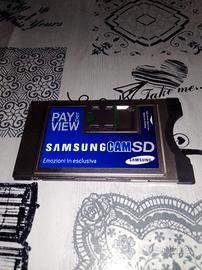 PAY
VIEW
SAMSUNG CAM SD
Emozioni in esclusiva
SAMSUNG